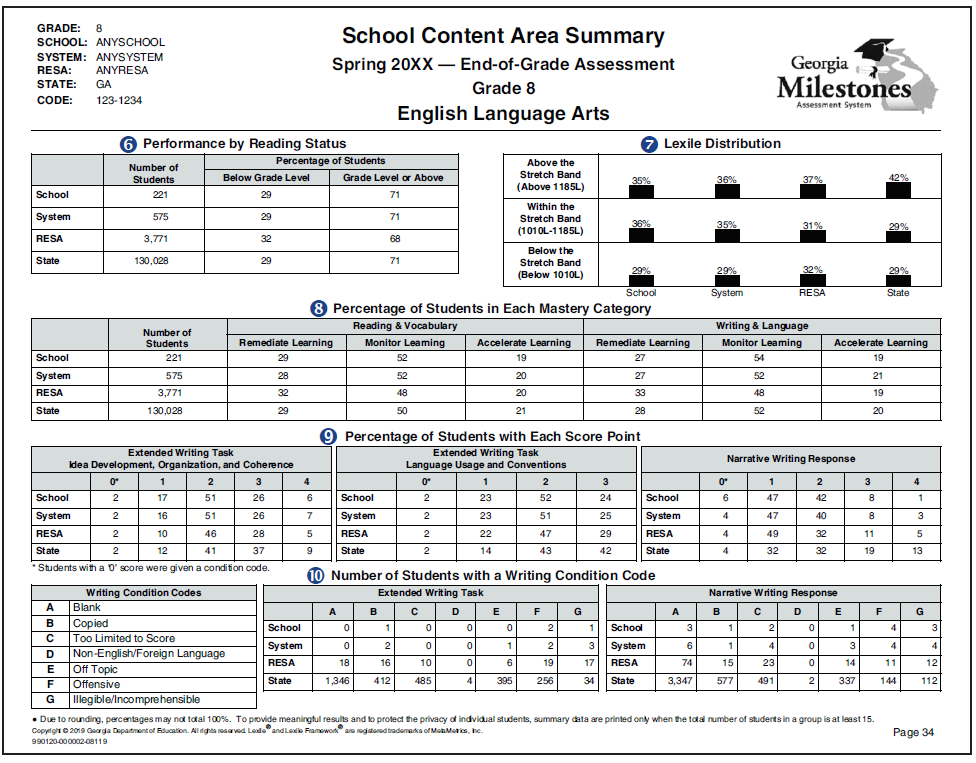 GRADE: 8
SCHOOL: ANYSCHOOL
SYSTEM: ANYSYSTEM
RESA: ANYRESA
STATE: GA
CODE: 123-1234
School Content Area Summary
Spring 20XX — End-of-Grade Assessment
Grade 8
English Language Arts
Georgia
Milestones
Assessment System
6 Performance by Reading Status
Number of Students Percentage of Students
Below Grade Level Grade Level or Above
School 221 29 71
System 575 29 71
RESA 3,771 32 68
State 130,028 29 71
7 Lexile Distribution
Above the
Stretch Band
(Above 1185L)
35% 36% 37% 42%
Within the
Stretch Band
(1010L-1185L)
36% 35% 31% 29%
Below the
Stretch Band
(Below 1010L)
29% 29% 32% 29%
School System RESA State
8 Percentage of Students in Each Mastery Category
Number of Students Reading & Vocabulary Writing & Language
Remediate Learning Monitor Learning Accelerate Learning Remediate Learning Monitor Learning Accelerate Learning
School 221 29 52 19 27 54 19
System 575 28 52 20 27 52 21
RESA 3,771 32 48 20 33 48 19
State 130,028 29 50 21 28 52 20
9 Percentage of Students with Each Score Point
Extended Writing Task
Idea Development, Organization, and Coherence
0* 1 2 3 4
School 2 17 51 26 6
System 2 16 51 26 7
RESA 2 10 46 28 5
State 2 12 41 37 9
Extended Writing Task
Language Usage and Conventions
0* 1 2 3
School 2 23 52 24
System 2 23 51 25
RESA 2 22 47 29
State 2 14 43 42
Narrative Writing Response
0* 1 2 3 4
School 6 47 42 8 1
System 4 47 40 8 3
RESA 4 49 32 11 5
State 4 32 32 19 13
* Students with a '0' score were given a condition code.
10 Number of Students with a Writing Condition Code
Writing Condition Codes
A Blank
B Copied
C Too Limited to Score
D Non-English/Foreign Language
E Off Topic
F Offensive
G Illegible/Incomprehensible
Extended Writing Task
A B C D E F G
School 0 1 0 0 0 2 1
System 0 2 0 0 1 2 3
RESA 18 16 10 0 6 19 17
State 1,346 412 485 4 395 256 34
Narrative Writing Response
A B C D E F G
School 3 1 2 0 1 4 3
System 6 1 4 0 3 4 4
RESA 74 15 23 0 14 11 12
State 3,347 577 491 2 337 144 112
● Due to rounding, percentages may not total 100%. To provide meaningful results and to protect the privacy of individual students, summary data are printed only when the total number of students in a group is at least 15.
Copyright © 2019 Georgia Department of Education. All rights reserved. Lexile® and Lexile Framework® are registered trademarks of MetaMetrics, Inc.
990120-000002-08119
Page 34